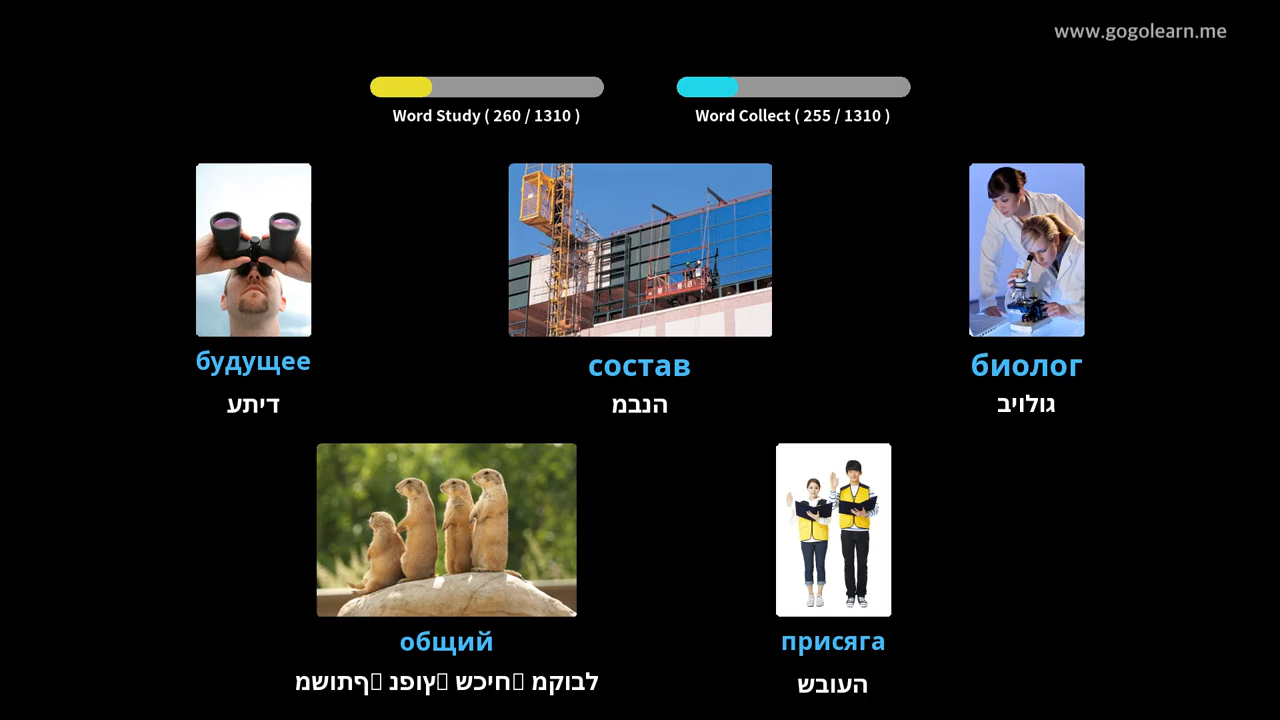 www.gogolearn.me
Word Study ( 260 / 1310 )
Word Collect ( 255 / 1310 )
будущее
עתיד
состав
מבנה
биолог
ביולוג
общий
משותף נפוץ שכיח מקובל
присяга
שבועה